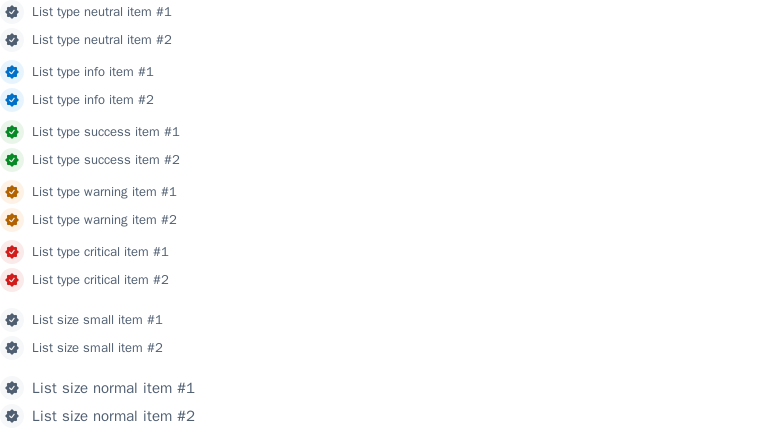 List type neutral item #1
List type neutral item #2
List type info item #1
List type info item #2
List type success item #1
List type success item #2
List type warning item #1
List type warning item #2
List type critical item #1
List type critical item #2
List size small item #1
List size small item #2
List size normal item #1
List size normal item #2